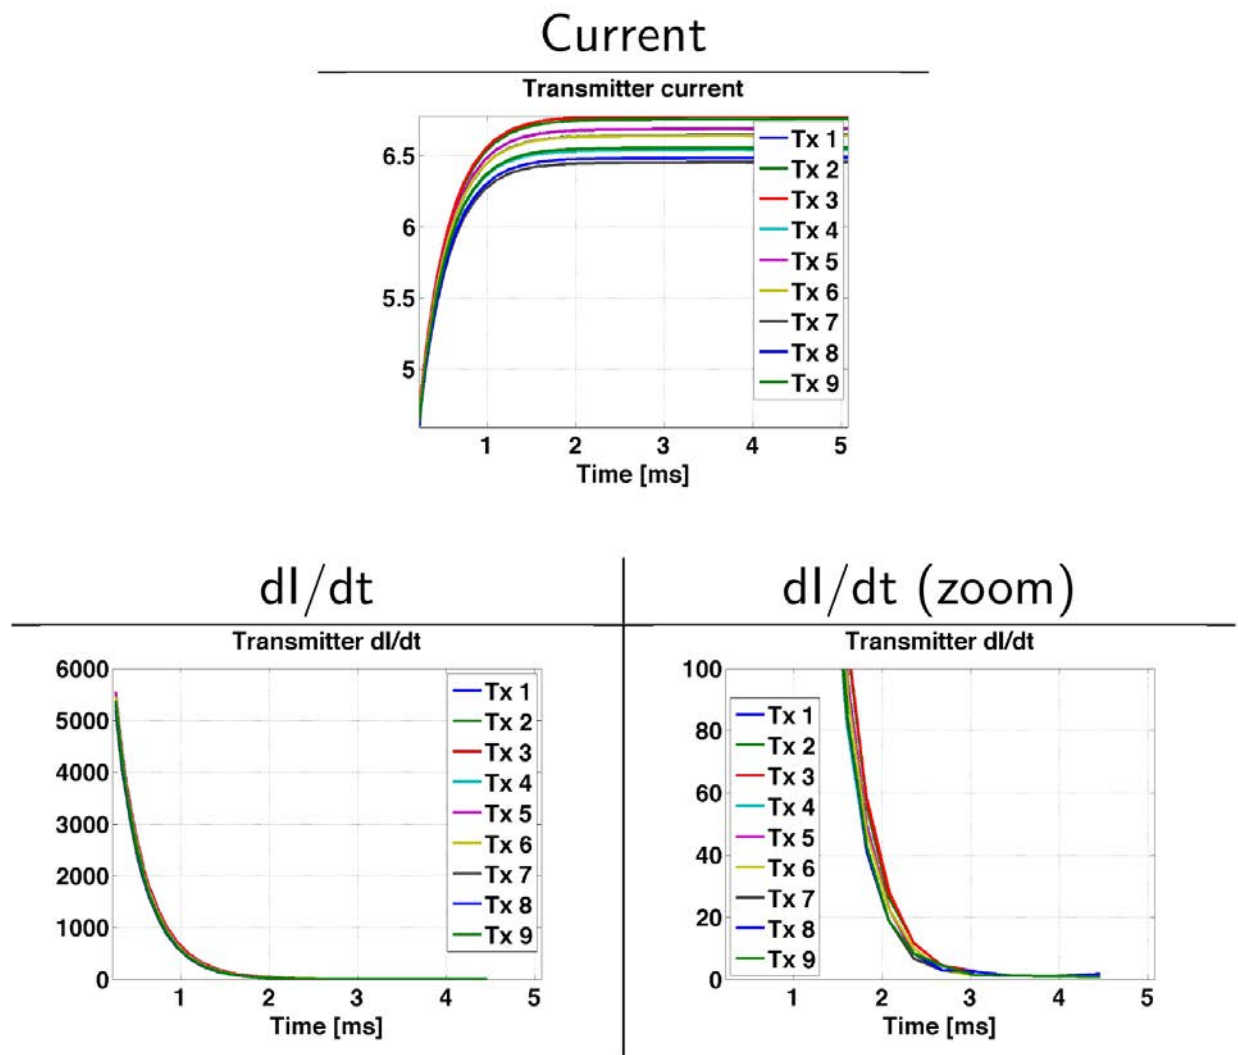 Current
Transmitter current
6.5
6
5.5
5
Tx 1
Tx 2
Tx 3
Tx 4
Tx 5
Tx 6
Tx 7
Tx 8
Tx 9
1 2 3 4 5
Time [ms]
dI/dt
Transmitter dI/dt
6000
5000
4000
3000
2000
1000
0
Tx 1
Tx 2
Tx 3
Tx 4
Tx 5
Tx 6
Tx 7
Tx 8
Tx 9
1 2 3 4 5
Time [ms]
dI/dt (zoom)
Transmitter dI/dt
100
80
60
40
20
0
Tx 1
Tx 2
Tx 3
Tx 4
Tx 5
Tx 6
Tx 7
Tx 8
Tx 9
1 2 3 4 5
Time [ms]